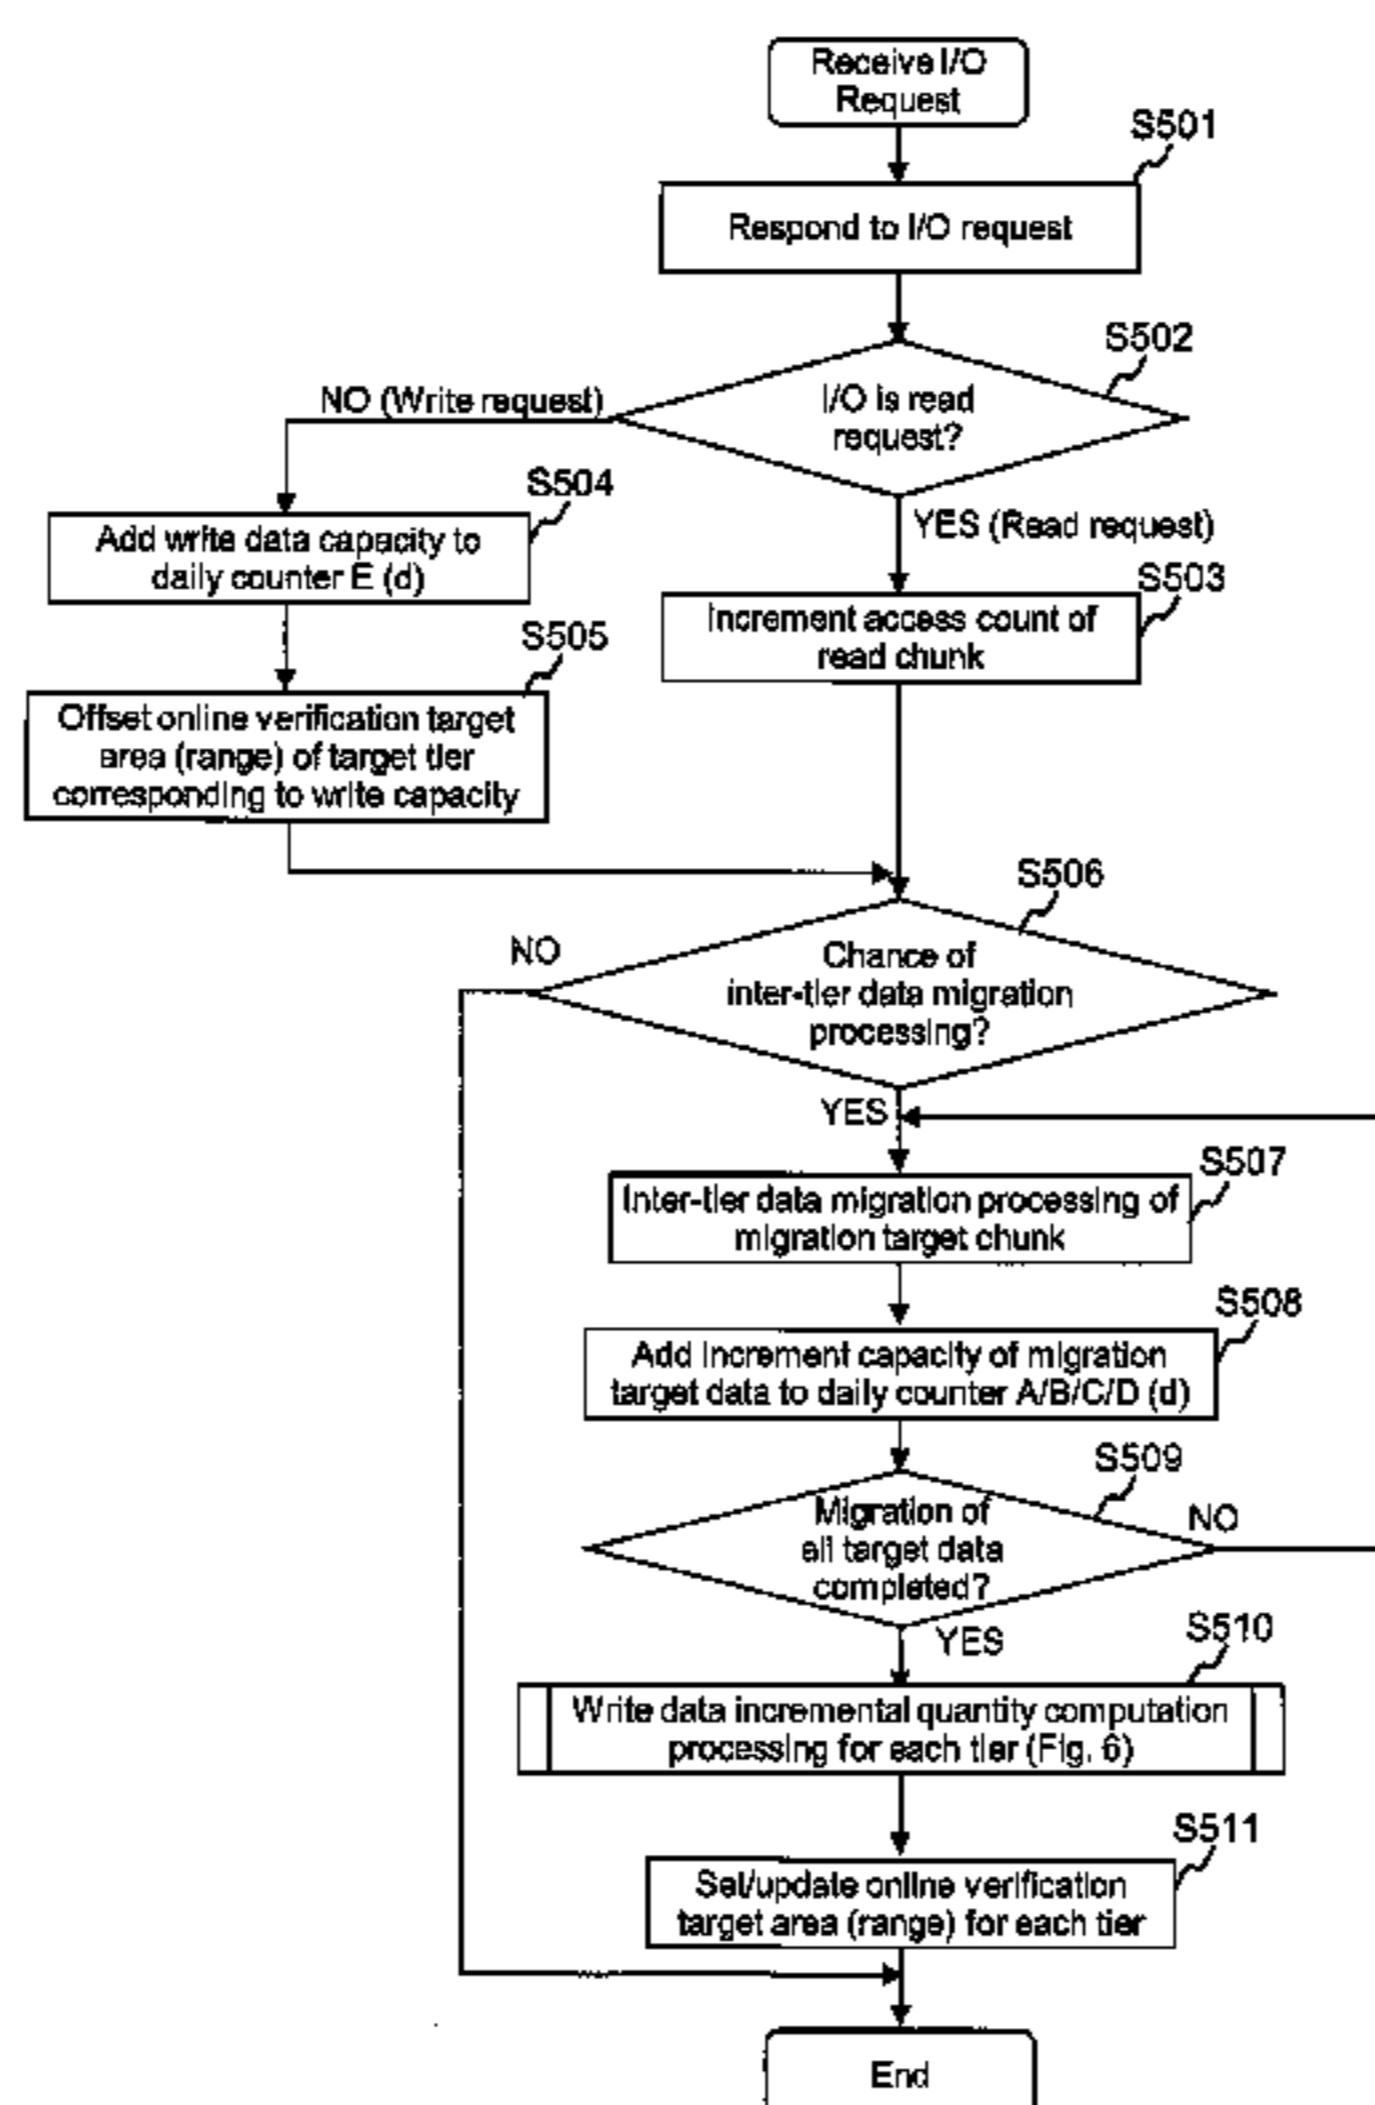 Receive I/O
Request
S501
Respond to I/O request
S502
I/O is read
request?
NO (Write request)
YES (Read request)
S504
Add write data capacity to
daily counter E (d)
S503
Increment access count of
read chunk
S505
Offset online verification target
area (range) of target tier
corresponding to write capacity
S506
Chance of
inter-tier data migration
processing?
NO
YES
S507
Inter-tier data migration processing of
migration target chunk
S508
Add increment capacity of migration
target data to daily counter A/B/C/D (d)
S509
Migration of
all target data
completed?
NO
YES
S510
Write data incremental quantity computation
processing for each tier (Fig. 6)
S511
Set/update online verification
target area (range) for each tier
End